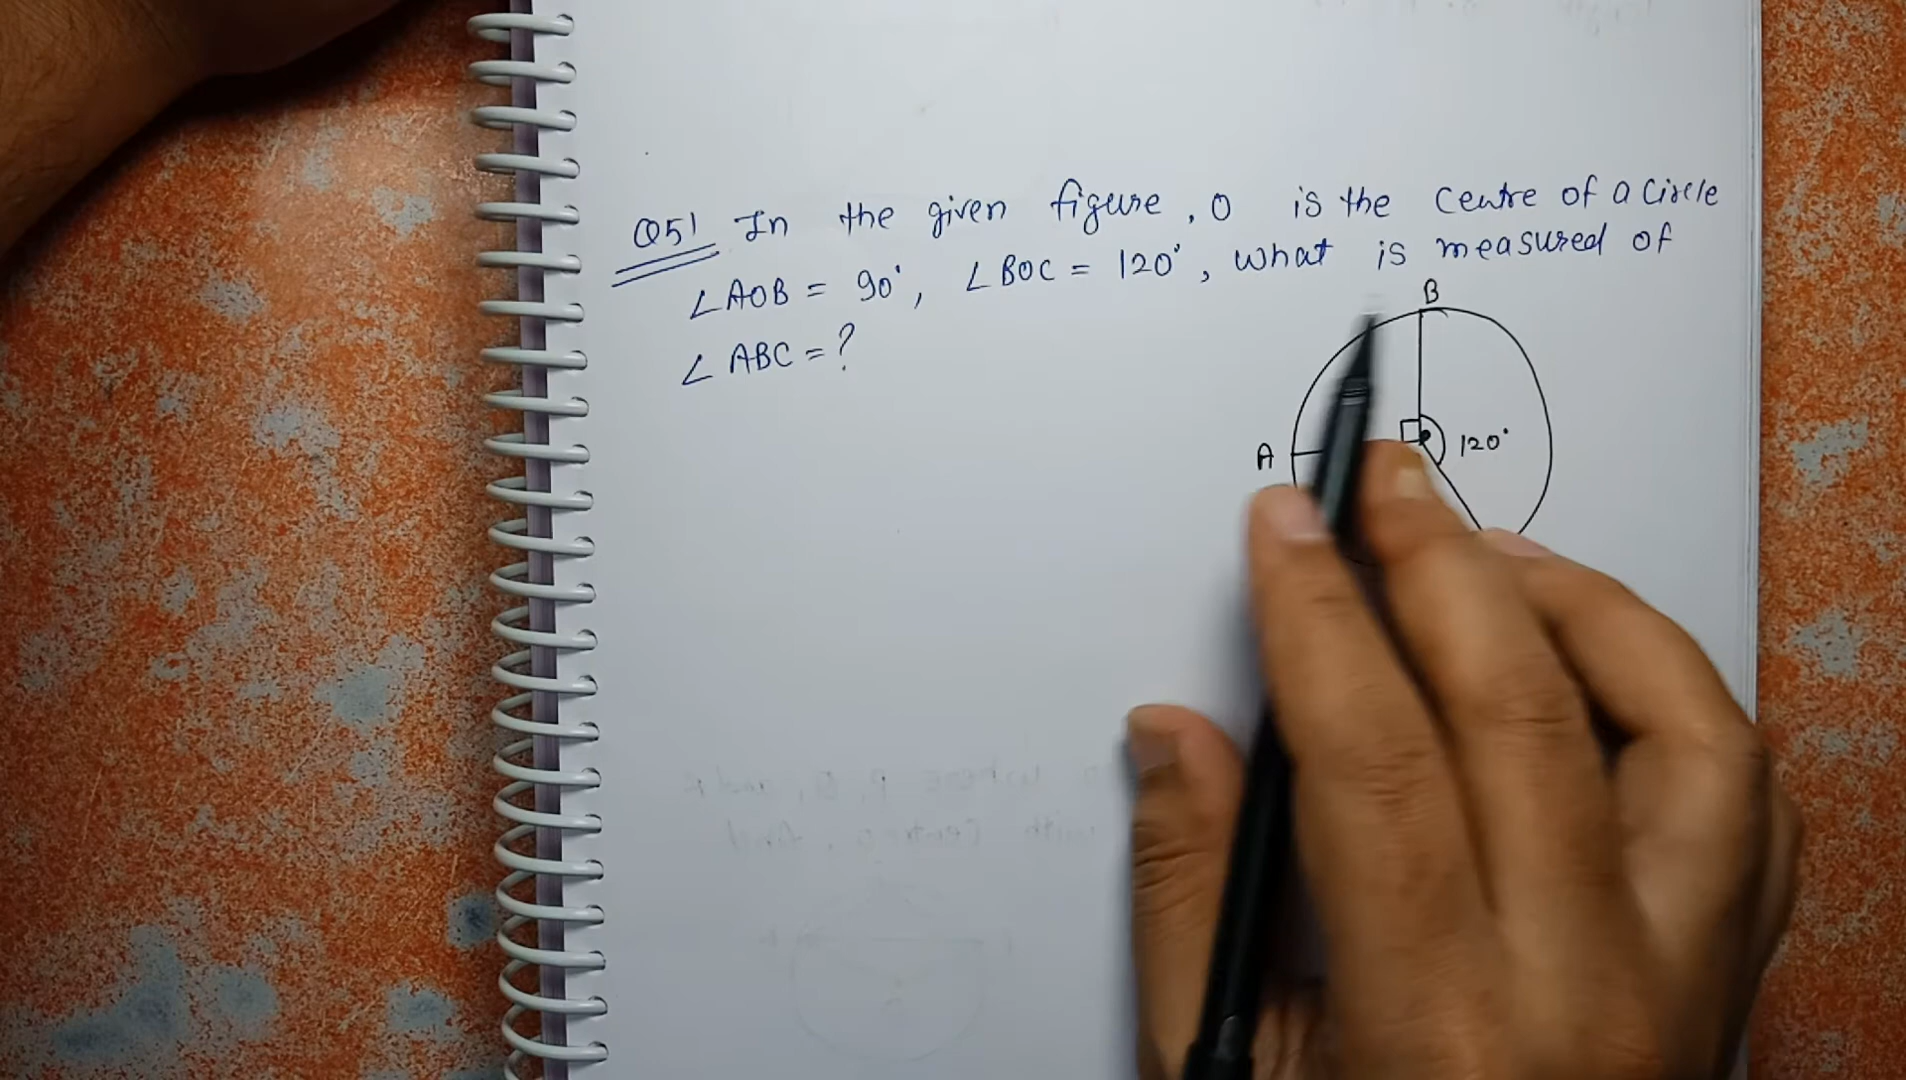 Q51 In the given figure, O is the centre of a Circle
∠AOB = 90°, ∠BOC = 120°, what is measured of
∠ABC = ?
B
A
120°